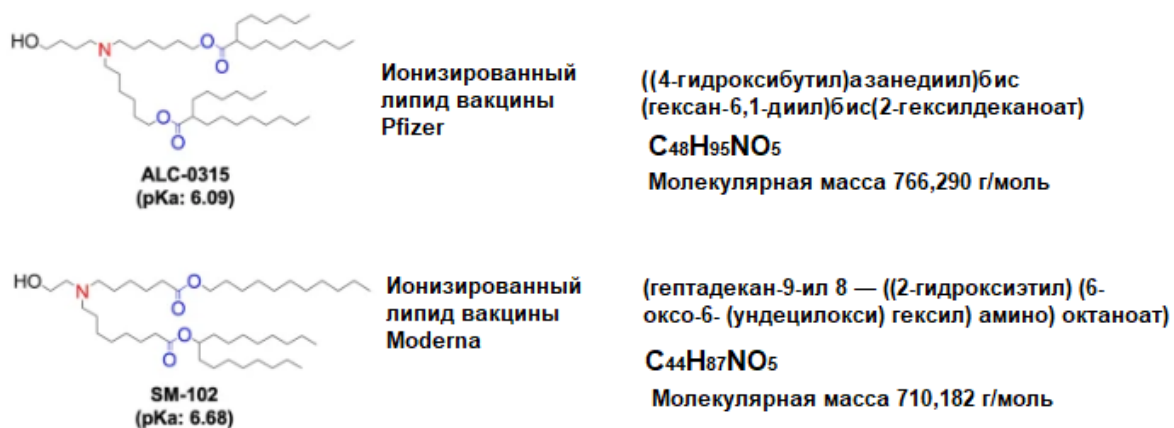 HO
N
O
O
O
O
ALC-0315
(pKa: 6.09)
Ионизированный
липид вакцины
Pfizer
((4-гидроксибутил)азанедиил)бис
(гексан-6,1-диил)бис(2-гексилдеканоат)
C48H95NO5
Молекулярная масса 766,290 г/моль
HO
N
O
O
O
O
SM-102
(pKa: 6.68)
Ионизированный
липид вакцины
Moderna
(гептадекан-9-ил 8 — ((2-гидроксиэтил) (6-
оксо-6- (ундецилокси) гексил) амино) октаноат)
C44H87NO5
Молекулярная масса 710,182 г/моль